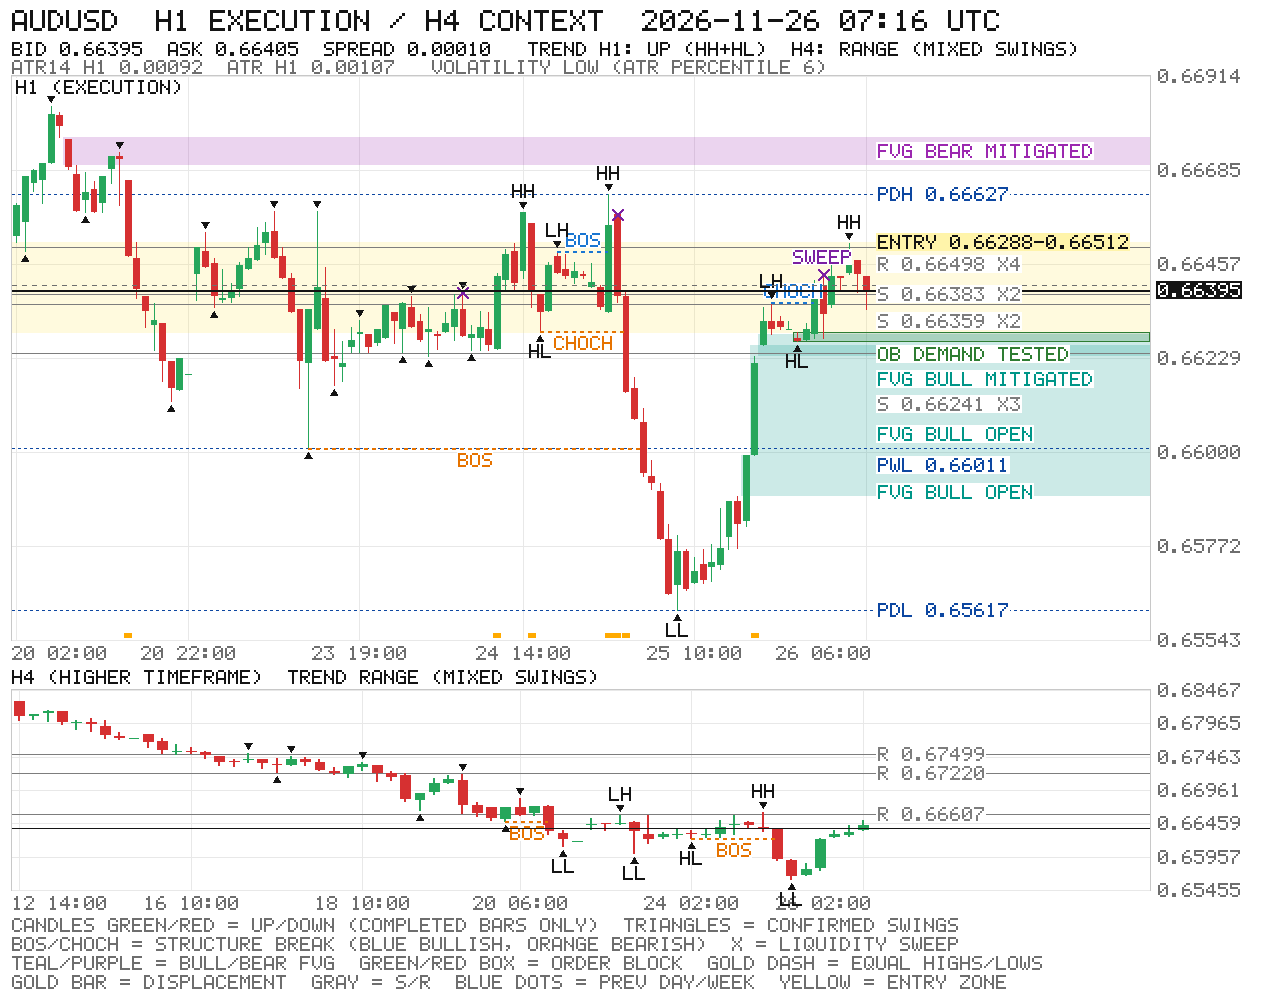 AUDUSD  H1 EXECUTION / H4 CONTEXT  2026-11-26 07:16 UTC
BID 0.66395  ASK 0.66405  SPREAD 0.00010  TREND H1: UP (HH+HL)  H4: RANGE (MIXED SWINGS)
ATR14 H1 0.00092  ATR H1 0.00107  VOLATILITY LOW (ATR PERCENTILE 6)
H1 (EXECUTION)
0.66914
FVG BEAR MITIGATED
0.66685
HH
HH
PDH 0.66627
HH
LH
BOS
ENTRY 0.66288-0.66512
SWEEP
R 0.66498 X4
0.66457
LH
CHOCH
S 0.66383 X2
0.66395
S 0.66359 X2
HL
CHOCH
HL
OB DEMAND TESTED
0.66229
FVG BULL MITIGATED
S 0.66241 X3
FVG BULL OPEN
0.66000
BOS
PWL 0.66011
FVG BULL OPEN
0.65772
PDL 0.65617
LL
0.65543
20 02:00  20 22:00  23 19:00  24 14:00  25 10:00  26 06:00
H4 (HIGHER TIMEFRAME)  TREND RANGE (MIXED SWINGS)
0.68467
0.67965
R 0.67499
0.67463
R 0.67220
HH
LH
0.66961
R 0.66607
0.66459
BOS
BOS
LL
LL
HL
0.65957
LL
0.65455
12 14:00  16 10:00  18 10:00  20 06:00  24 02:00  02:00
CANDLES GREEN/RED = UP/DOWN (COMPLETED BARS ONLY)  TRIANGLES = CONFIRMED SWINGS
BOS/CHOCH = STRUCTURE BREAK (BLUE BULLISH, ORANGE BEARISH)  X = LIQUIDITY SWEEP
TEAL/PURPLE = BULL/BEAR FVG  GREEN/RED BOX = ORDER BLOCK  GOLD DASH = EQUAL HIGHS/LOWS
GOLD BAR = DISPLACEMENT  GRAY = S/R  BLUE DOTS = PREV DAY/WEEK  YELLOW = ENTRY ZONE